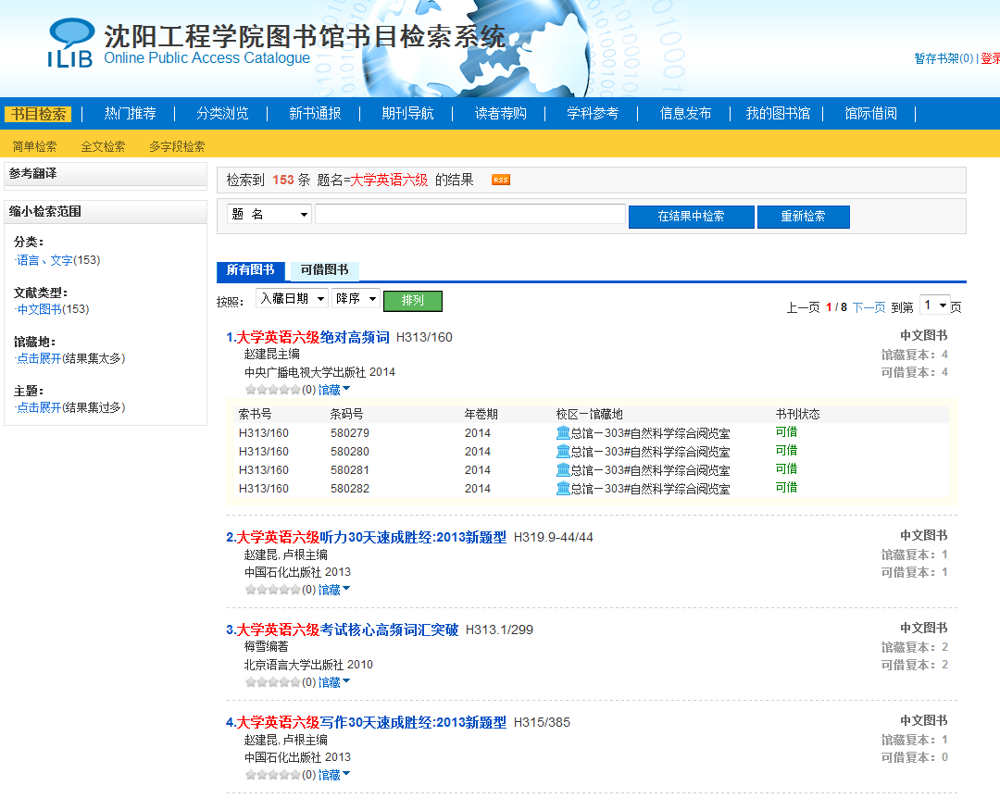 沈阳工程学院图书馆书目检索系统
ILIB Online Public Access Catalogue
暂存书架(0) | 登录
书目检索 | 热门推荐 | 分类浏览 | 新书通报 | 期刊导航 | 读者荐购 | 学科参考 | 信息发布 | 我的图书馆 | 馆际借阅 |
简单检索 全文检索 多字段检索
参考翻译
缩小检索范围
分类：
·语言、文字(153)
文献类型：
·中文图书(153)
馆藏地：
·点击展开(结果集太多)
主题：
·点击展开(结果集过多)
检索到 153 条 题名=大学英语六级 的结果 RSS
题 名 在结果中检索 重新检索
所有图书 可借图书
按照： 入藏日期 降序 排列
上一页 1 / 8 下一页 到第 1 页
1.大学英语六级绝对高频词 H313/160 中文图书
赵建昆主编 馆藏复本：4
中央广播电视大学出版社 2014 可借复本：4
(0) 馆藏
索书号 条码号 年卷期 校区—馆藏地 书刊状态
H313/160 580279 2014 总馆—303#自然科学综合阅览室 可借
H313/160 580280 2014 总馆—303#自然科学综合阅览室 可借
H313/160 580281 2014 总馆—303#自然科学综合阅览室 可借
H313/160 580282 2014 总馆—303#自然科学综合阅览室 可借
2.大学英语六级听力30天速成胜经:2013新题型 H319.9-44/44 中文图书
赵建昆, 卢根主编 馆藏复本：1
中国石化出版社 2013 可借复本：1
(0) 馆藏
3.大学英语六级考试核心高频词汇突破 H313.1/299 中文图书
梅雪编著 馆藏复本：2
北京语言大学出版社 2010 可借复本：2
(0) 馆藏
4.大学英语六级写作30天速成胜经:2013新题型 H315/385 中文图书
赵建昆, 卢根主编 馆藏复本：1
中国石化出版社 2013 可借复本：0
(0) 馆藏